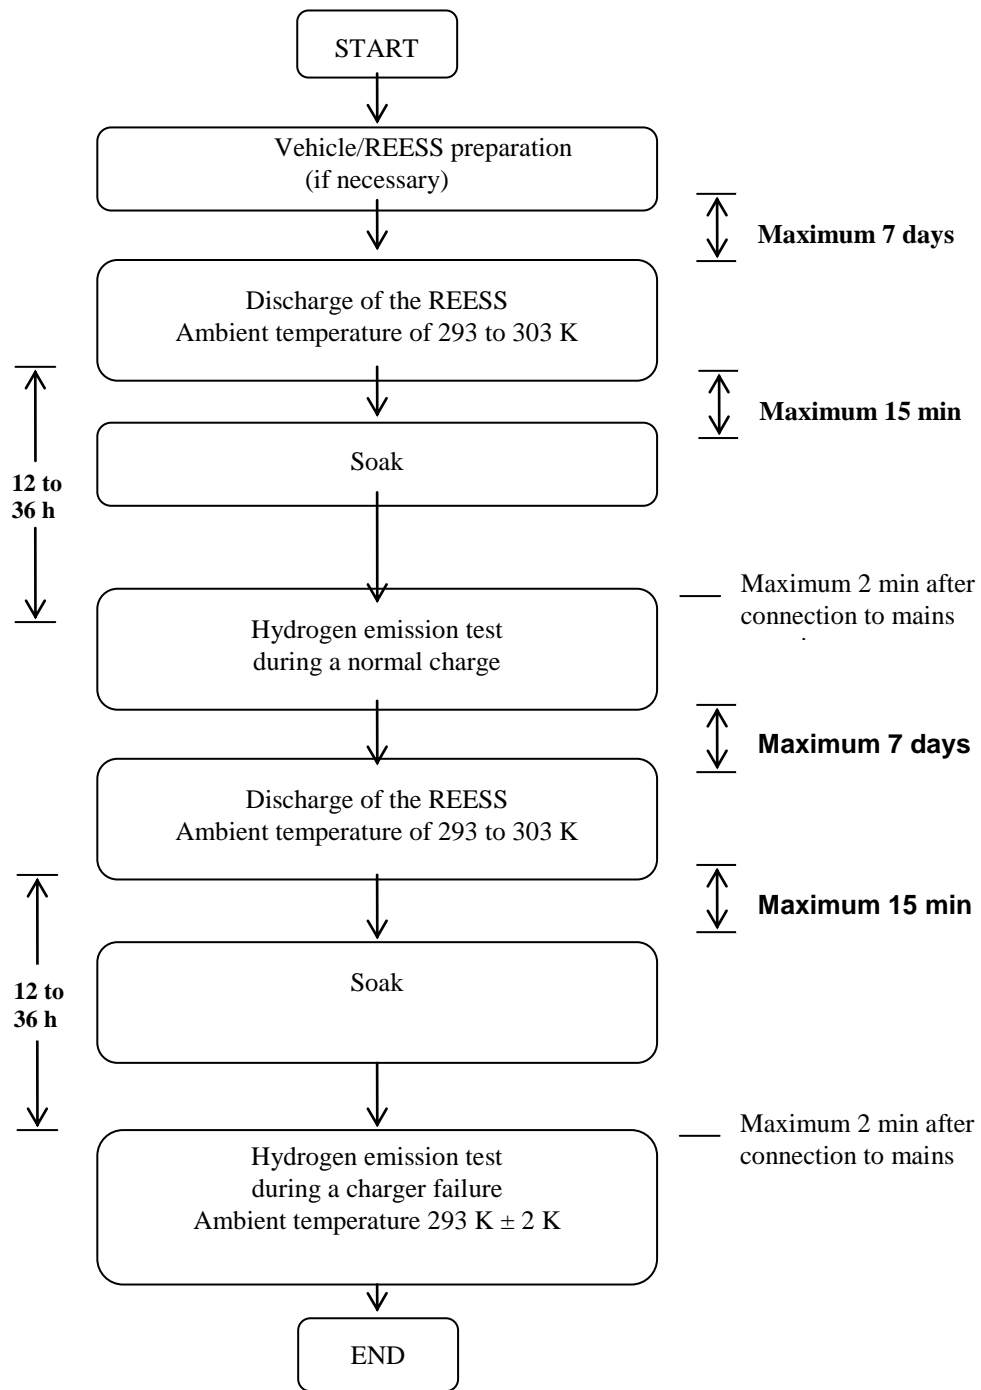 START
Vehicle/REESS preparation
(if necessary)
Maximum 7 days
Discharge of the REESS
Ambient temperature of 293 to 303 K
Maximum 15 min
Soak
12 to
36 h
Maximum 2 min after
connection to mains
Hydrogen emission test
during a normal charge
Maximum 7 days
Discharge of the REESS
Ambient temperature of 293 to 303 K
Maximum 15 min
Soak
12 to
36 h
Maximum 2 min after
connection to mains
Hydrogen emission test
during a charger failure
Ambient temperature 293 K ± 2 K
END